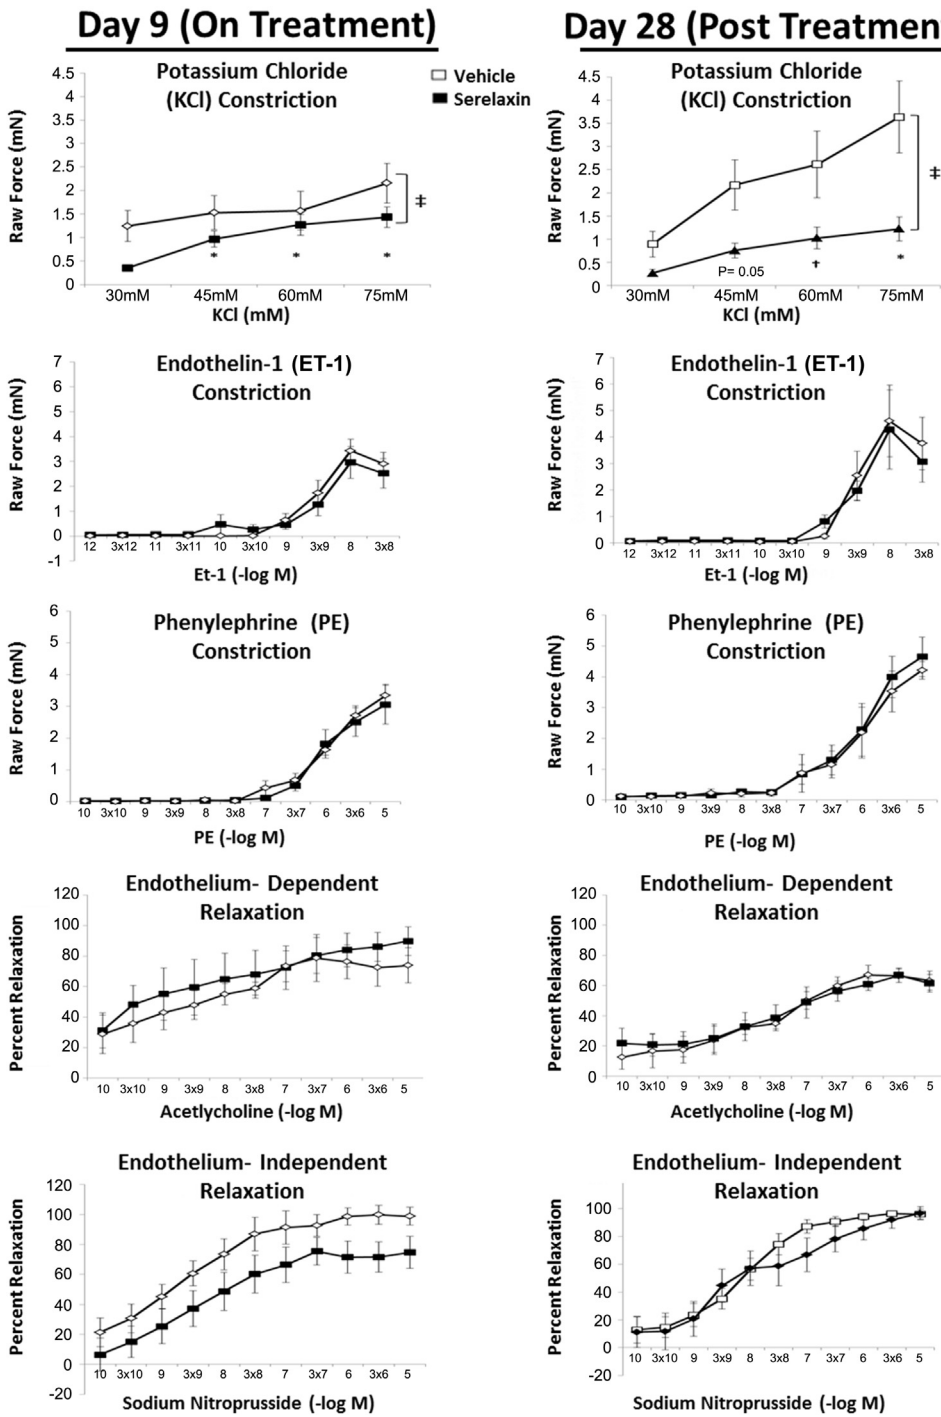 Day 9 (On Treatment)
Day 28 (Post Treatmen
Potassium Chloride
(KCl) Constriction
Vehicle
Serelaxin
Raw Force (mN)
4.5
4
3.5
3
2.5
2
1.5
1
0.5
0
‡
* * *
30mM 45mM 60mM 75mM
KCl (mM)
Potassium Chloride
(KCl) Constriction
Raw Force (mN)
4.5
4
3.5
3
2.5
2
1.5
1
0.5
0
‡
P= 0.05 † *
30mM 45mM 60mM 75mM
KCl (mM)
Endothelin-1 (ET-1)
Constriction
Raw Force (mN)
7
6
5
4
3
2
1
0
-1
12 3x12 11 3x11 10 3x10 9 3x9 8 3x8
Et-1 (-log M)
Endothelin-1 (ET-1)
Constriction
Raw Force (mN)
7
6
5
4
3
2
1
0
12 3x12 11 3x11 10 3x10 9 3x9 8 3x8
Et-1 (-log M)
Phenylephrine (PE)
Constriction
Raw Force (mN)
6
5
4
3
2
1
0
10 3x10 9 3x9 8 3x8 7 3x7 6 3x6 5
PE (-log M)
Phenylephrine (PE)
Constriction
Raw Force (mN)
6
5
4
3
2
1
0
10 3x10 9 3x9 8 3x8 7 3x7 6 3x6 5
PE (-log M)
Endothelium- Dependent
Relaxation
Percent Relaxation
120
100
80
60
40
20
0
10 3x10 9 3x9 8 3x8 7 3x7 6 3x6 5
Acetlycholine (-log M)
Endothelium- Dependent
Relaxation
Percent Relaxation
120
100
80
60
40
20
0
10 3x10 9 3x9 8 3x8 7 3x7 6 3x6 5
Acetlycholine (-log M)
Endothelium- Independent
Relaxation
Percent Relaxation
120
100
80
60
40
20
0
-20
10 3x10 9 3x9 8 3x8 7 3x7 6 3x6 5
Sodium Nitroprusside (-log M)
Endothelium- Independent
Relaxation
Percent Relaxation
100
80
60
40
20
0
-20
10 3x10 9 3x9 8 3x8 7 3x7 6 3x6 5
Sodium Nitroprusside (-log M)